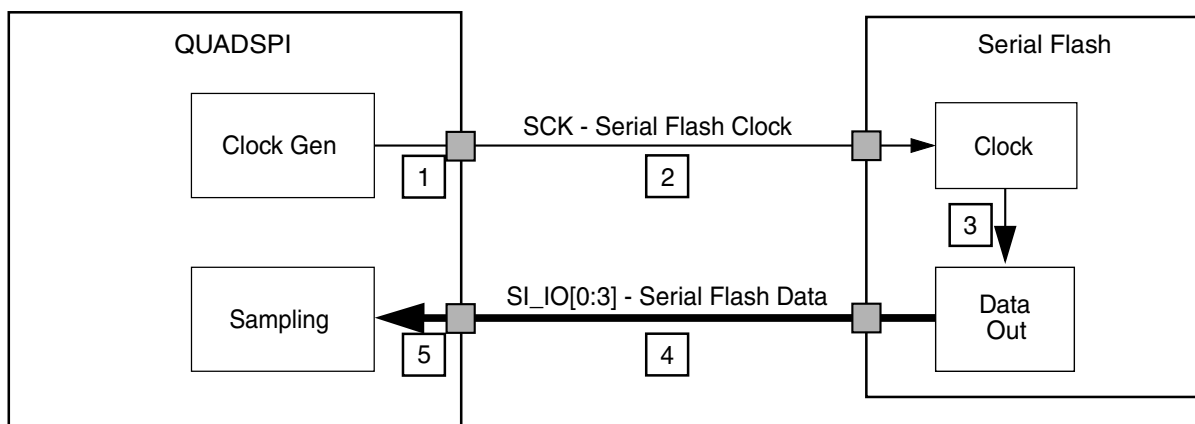 QUADSPI
Serial Flash
Clock Gen
SCK - Serial Flash Clock
Clock
1
2
3
Sampling
SI_IO[0:3] - Serial Flash Data
Data
Out
5
4